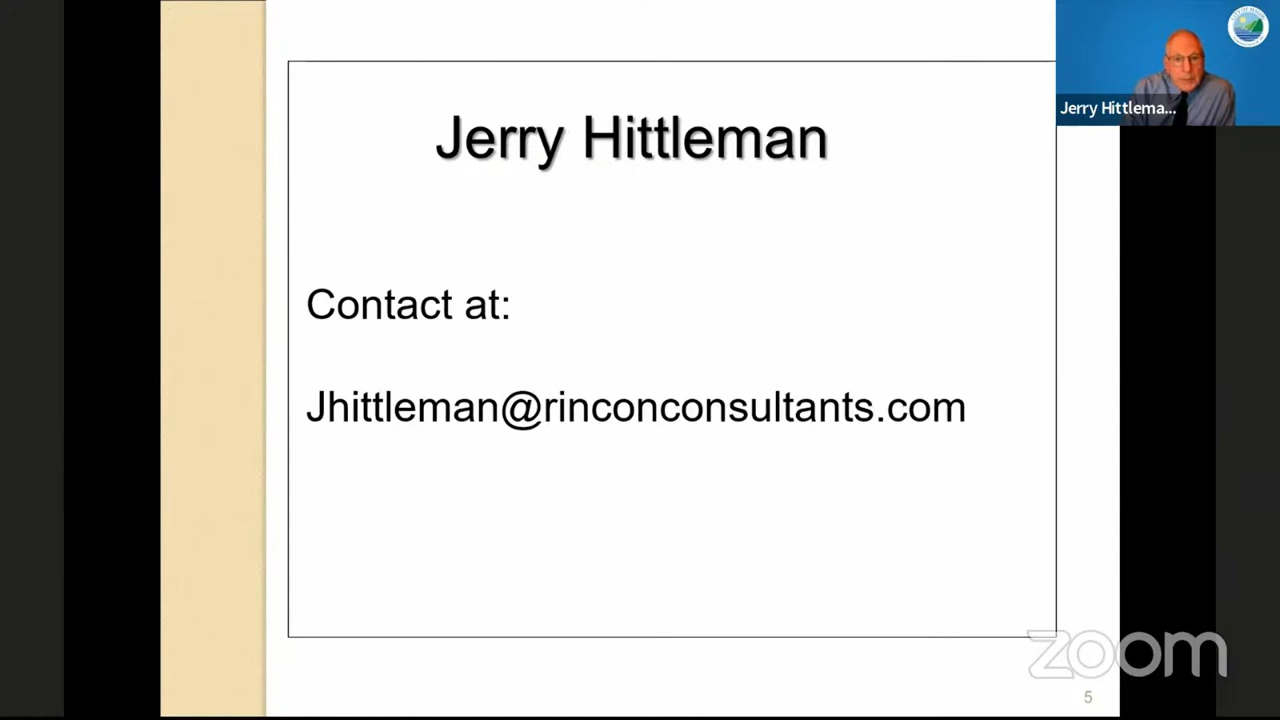 Jerry Hittleman
Contact at:
Jhittleman@rinconconsultants.com
Jerry Hittlema...
zoom
5